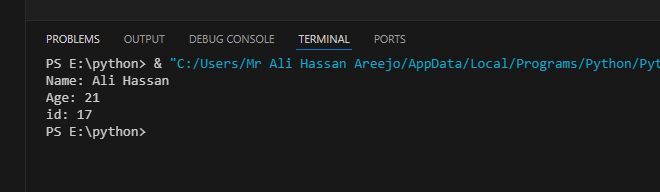 PROBLEMS OUTPUT DEBUG CONSOLE TERMINAL PORTS
PS E:\python> & "C:/Users/Mr Ali Hassan Areejo/AppData/Local/Programs/Python/Pyt
Name: Ali Hassan
Age: 21
id: 17
PS E:\python>